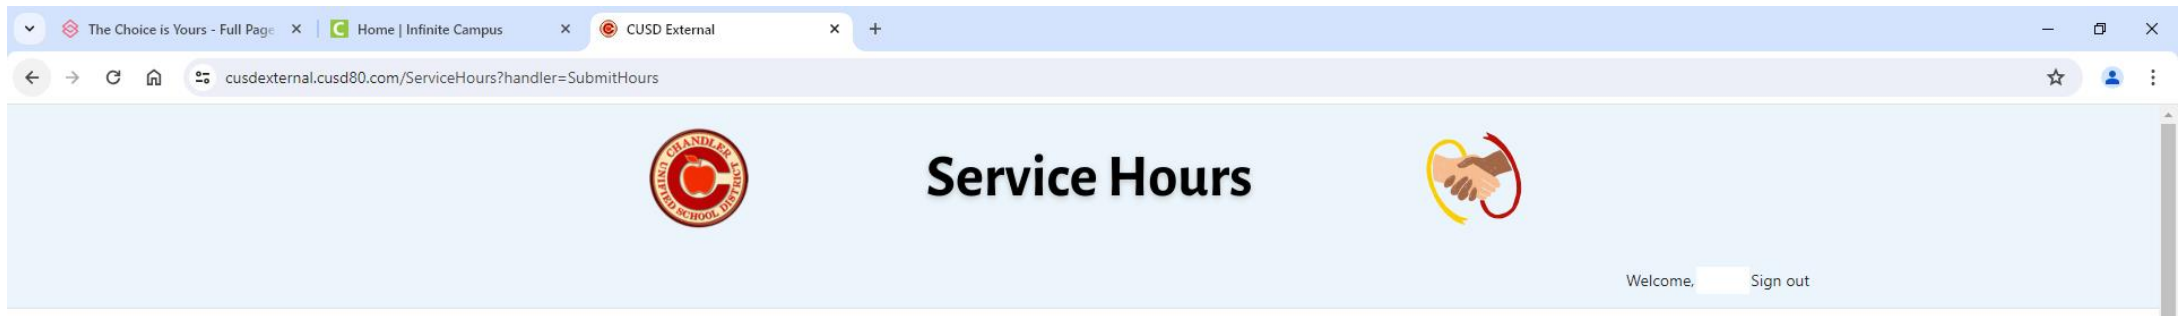 The Choice is Yours - Full Page
Home | Infinite Campus
CUSD External
cusdexternal.cusd80.com/ServiceHours?handler=SubmitHours
CHANDLER
UNIFIED SCHOOL DISTRICT
Service Hours
Welcome,
Sign out